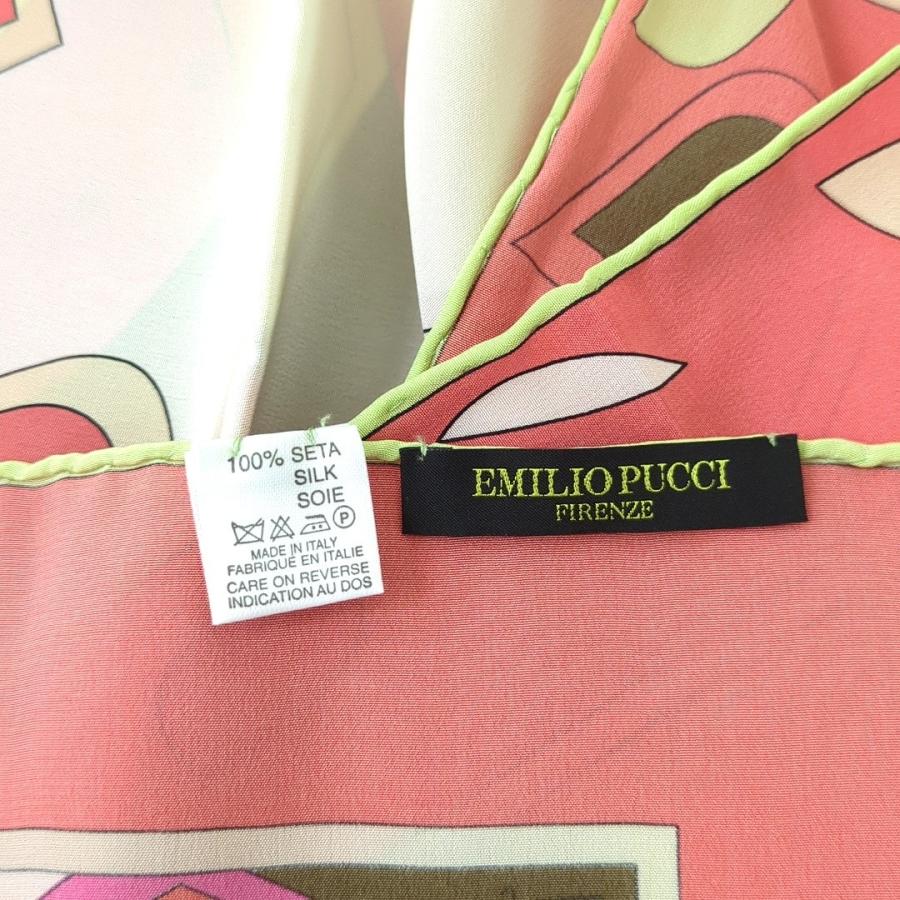 100% SETA
SILK
SOIE
P
MADE IN ITALY
FABRIQUE EN ITALIE
CARE ON REVERSE
INDICATION AU DOS
EMILIO PUCCI
FIRENZE